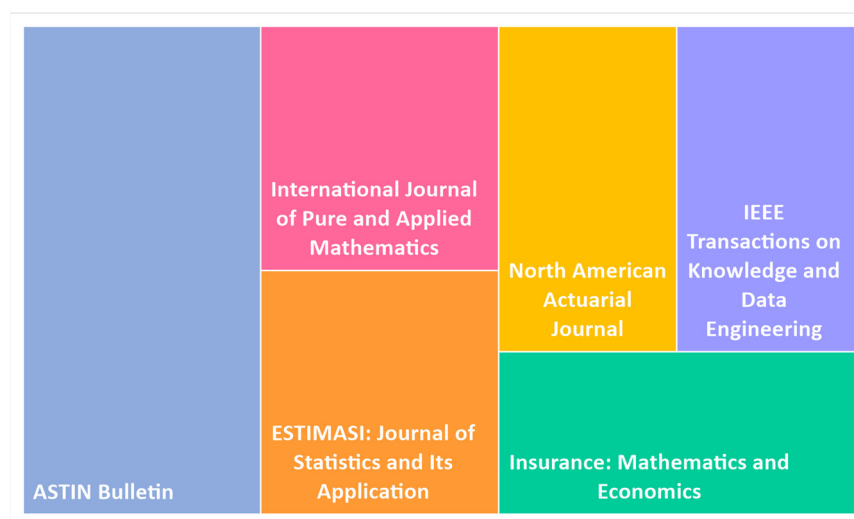 International Journal
of Pure and Applied
Mathematics
IEEE
Transactions on
Knowledge and
Data
Engineering
North American
Actuarial
Journal
ASTIN Bulletin
ESTIMASI: Journal of
Statistics and Its
Application
Insurance: Mathematics and
Economics